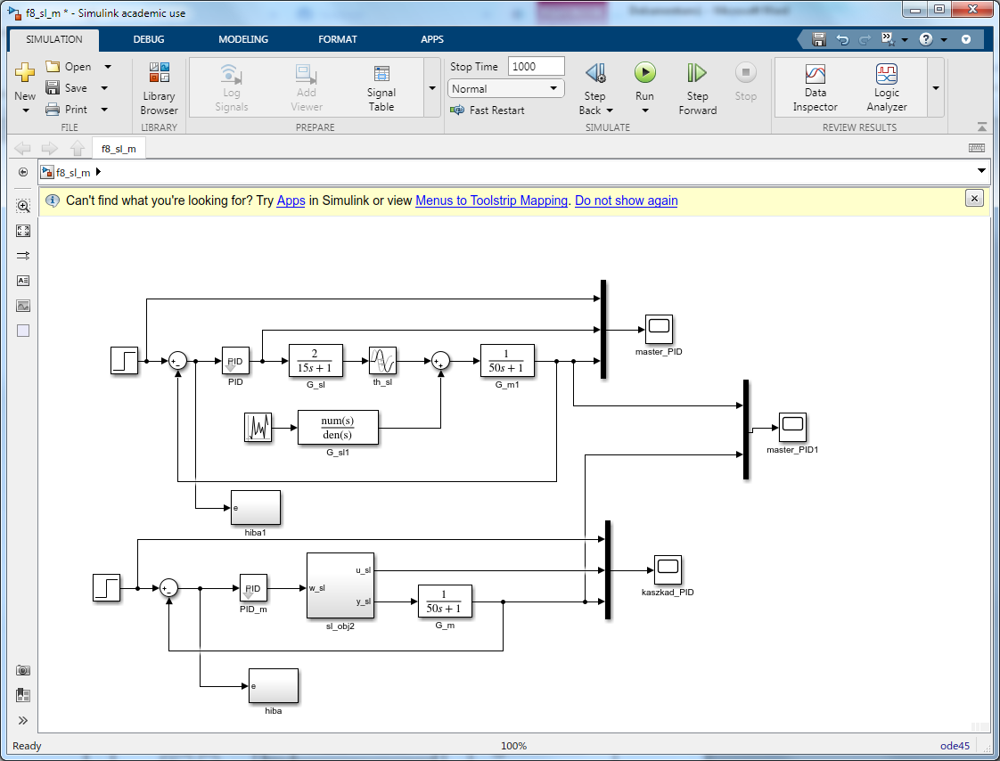 f8_sl_m * - Simulink academic use
SIMULATION
DEBUG
MODELING
FORMAT
APPS
New
Open
Save
Print
FILE
Library
Browser
LIBRARY
Log
Signals
Add
Viewer
Signal
Table
PREPARE
Stop Time
1000
Normal
Fast Restart
Step
Back
Run
Step
Forward
Stop
SIMULATE
Data
Inspector
Logic
Analyzer
REVIEW RESULTS
f8_sl_m
f8_sl_m
Can't find what you're looking for? Try Apps in Simulink or view Menus to Toolstrip Mapping. Do not show again
master_PID
+
-
PID
PID
2
15s + 1
G_sl
th_sl
+
+
1
50s + 1
G_m1
num(s)
den(s)
G_sl1
master_PID1
e
hiba1
+
-
PID
PID_m
w_sl
u_sl
y_sl
sl_obj2
1
50s + 1
G_m
kaszkad_PID
e
hiba
Ready
100%
ode45